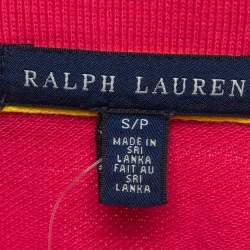 RALPH LAUREN
S/P
MADE IN
SRI
LANKA
FAIT AU
SRI
LANKA